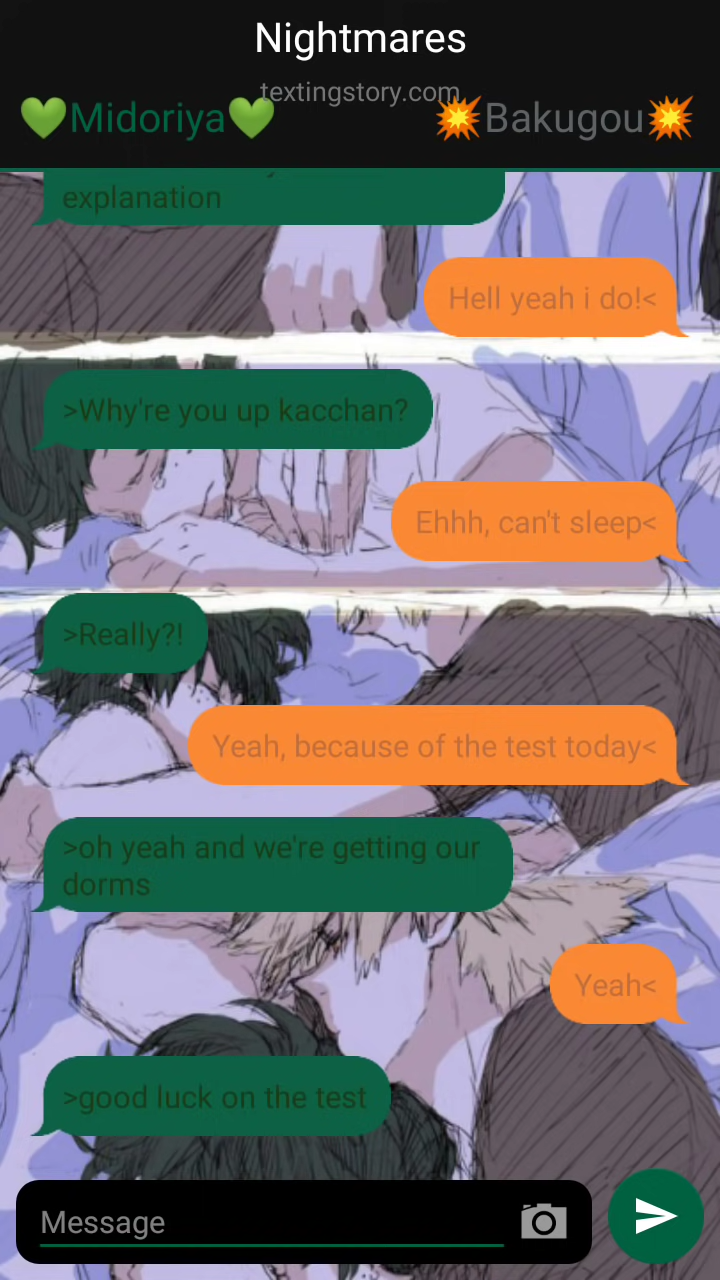 Nightmares
textingstory.com
💚Midoriya💚
💥Bakugou💥
explanation
Hell yeah i do!<
>Why're you up kacchan?
Ehhh, can't sleep<
>Really?!
Yeah, because of the test today<
>oh yeah and we're getting our
dorms
Yeah<
>good luck on the test
Message